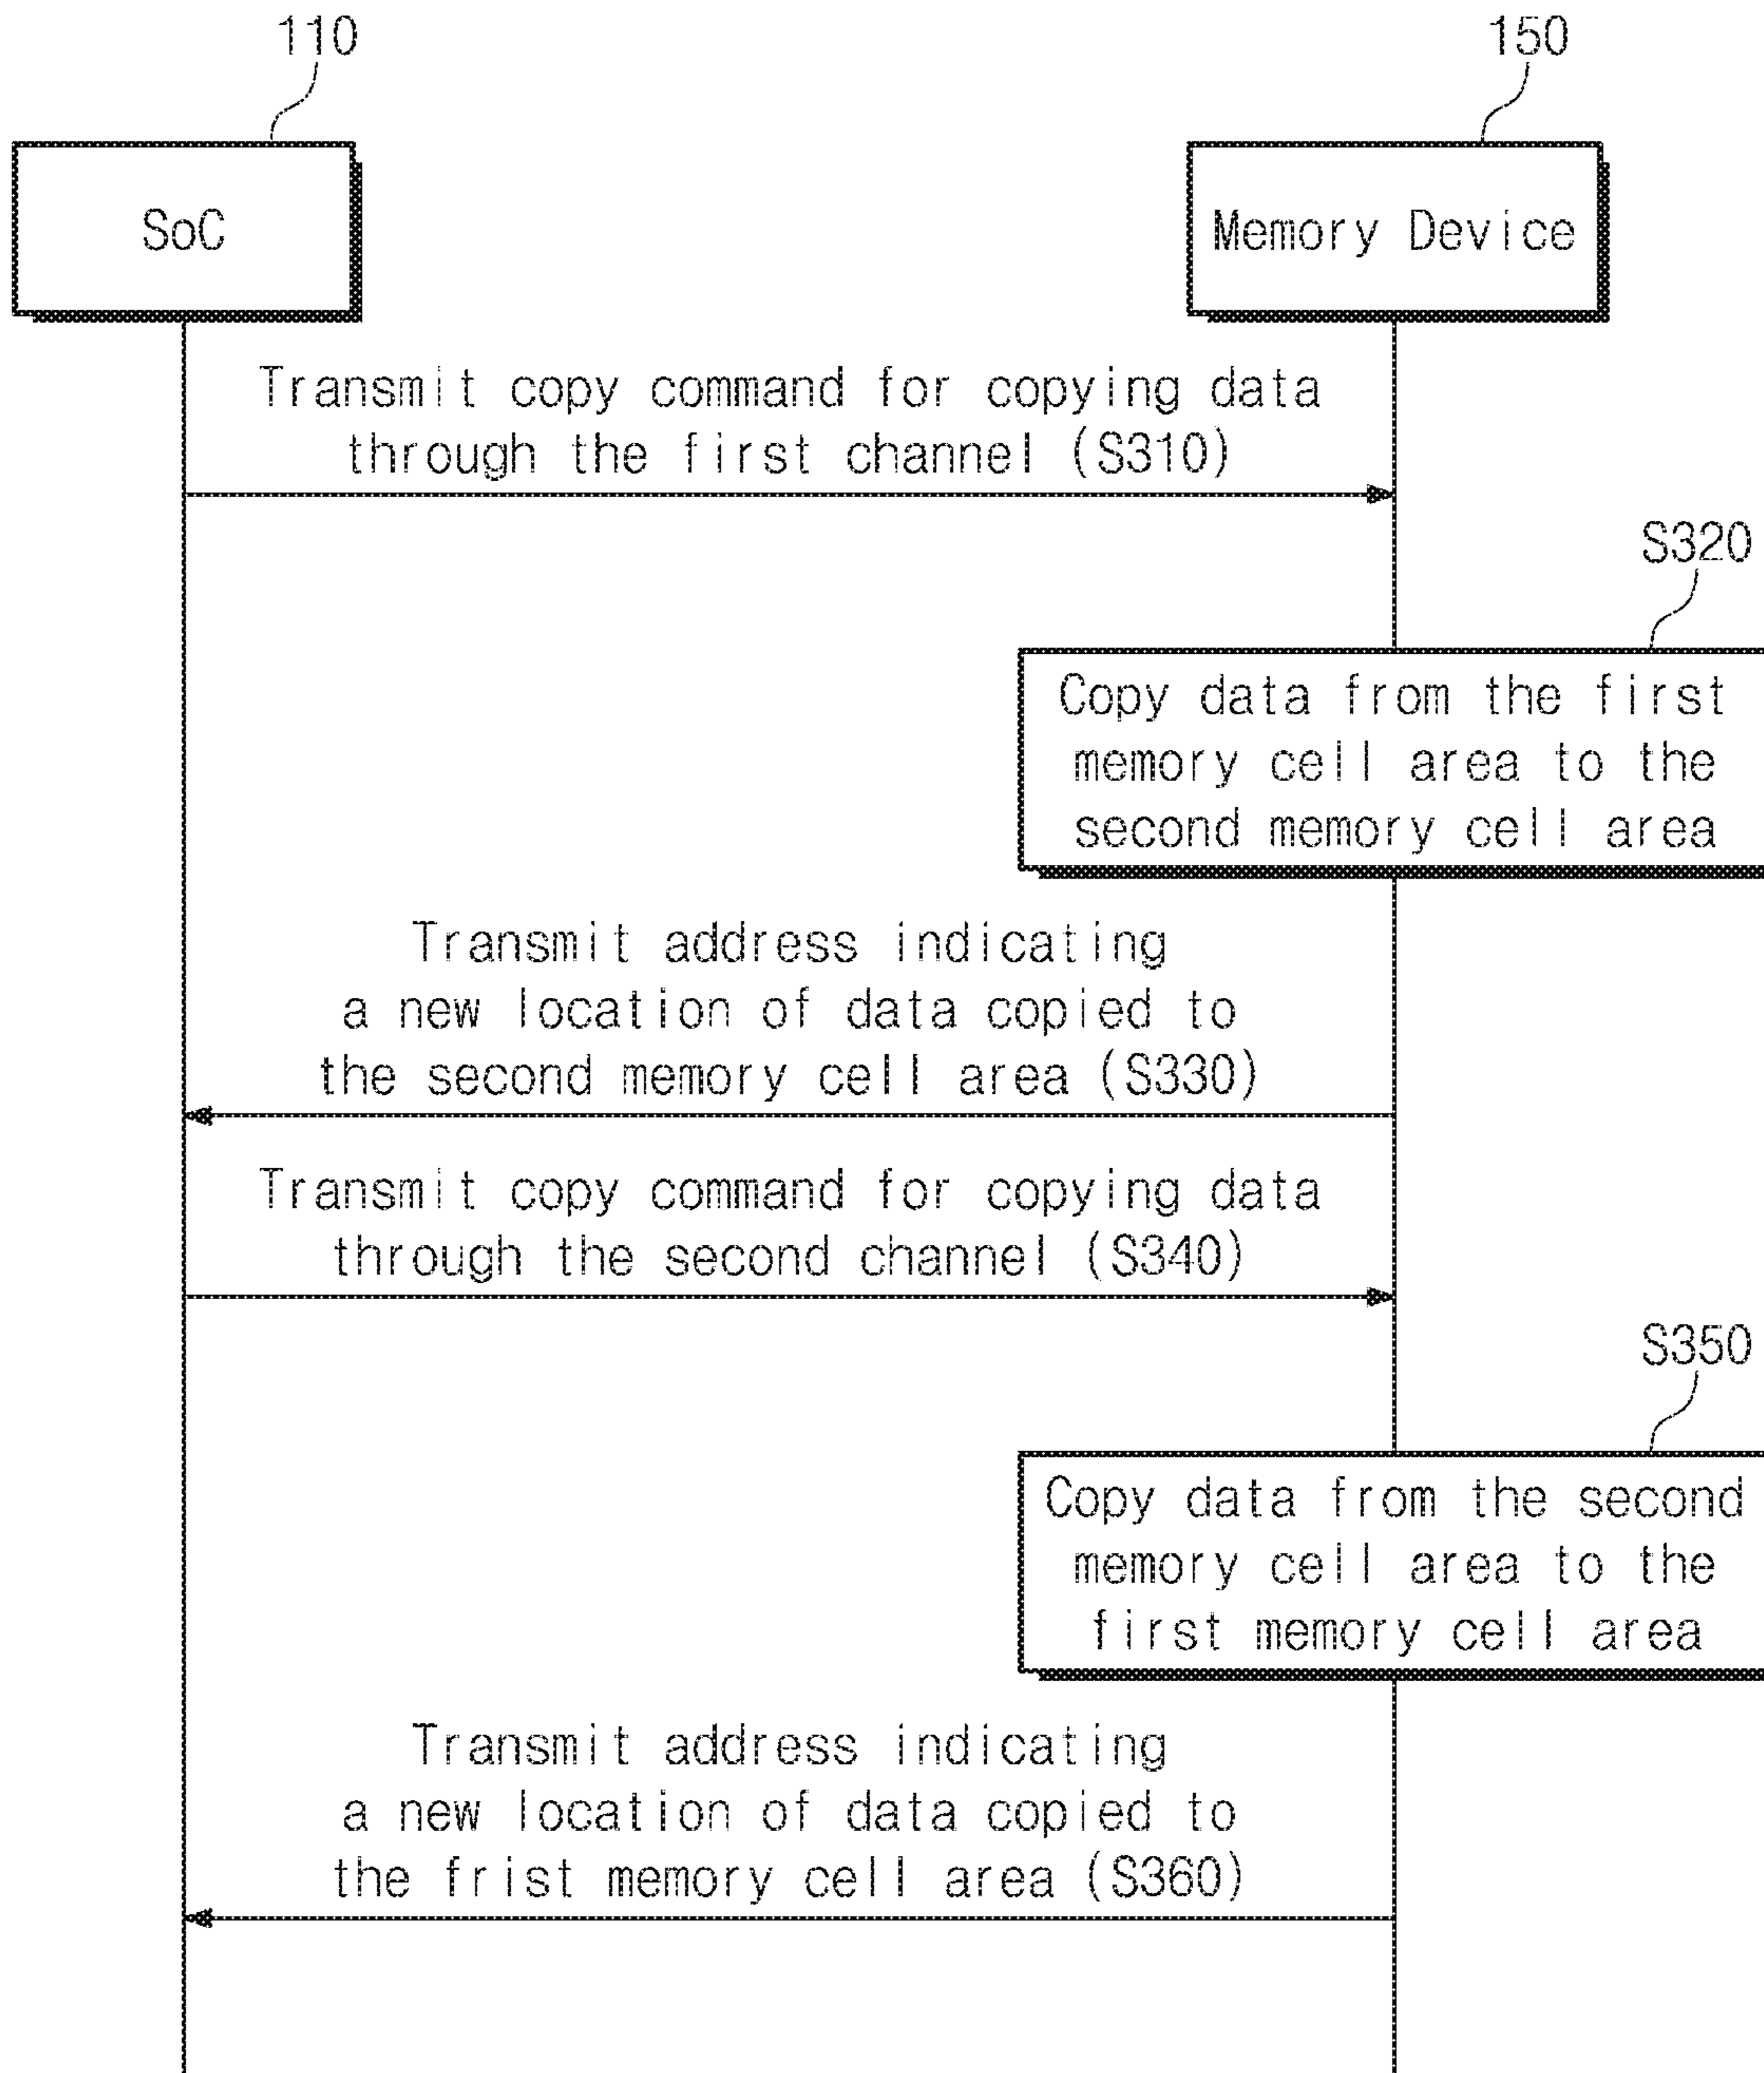 110
150
SoC
Memory Device
Transmit copy command for copying data
through the first channel (S310)
S320
Copy data from the first
memory cell area to the
second memory cell area
Transmit address indicating
a new location of data copied to
the second memory cell area (S330)
Transmit copy command for copying data
through the second channel (S340)
S350
Copy data from the second
memory cell area to the
first memory cell area
Transmit address indicating
a new location of data copied to
the frist memory cell area (S360)